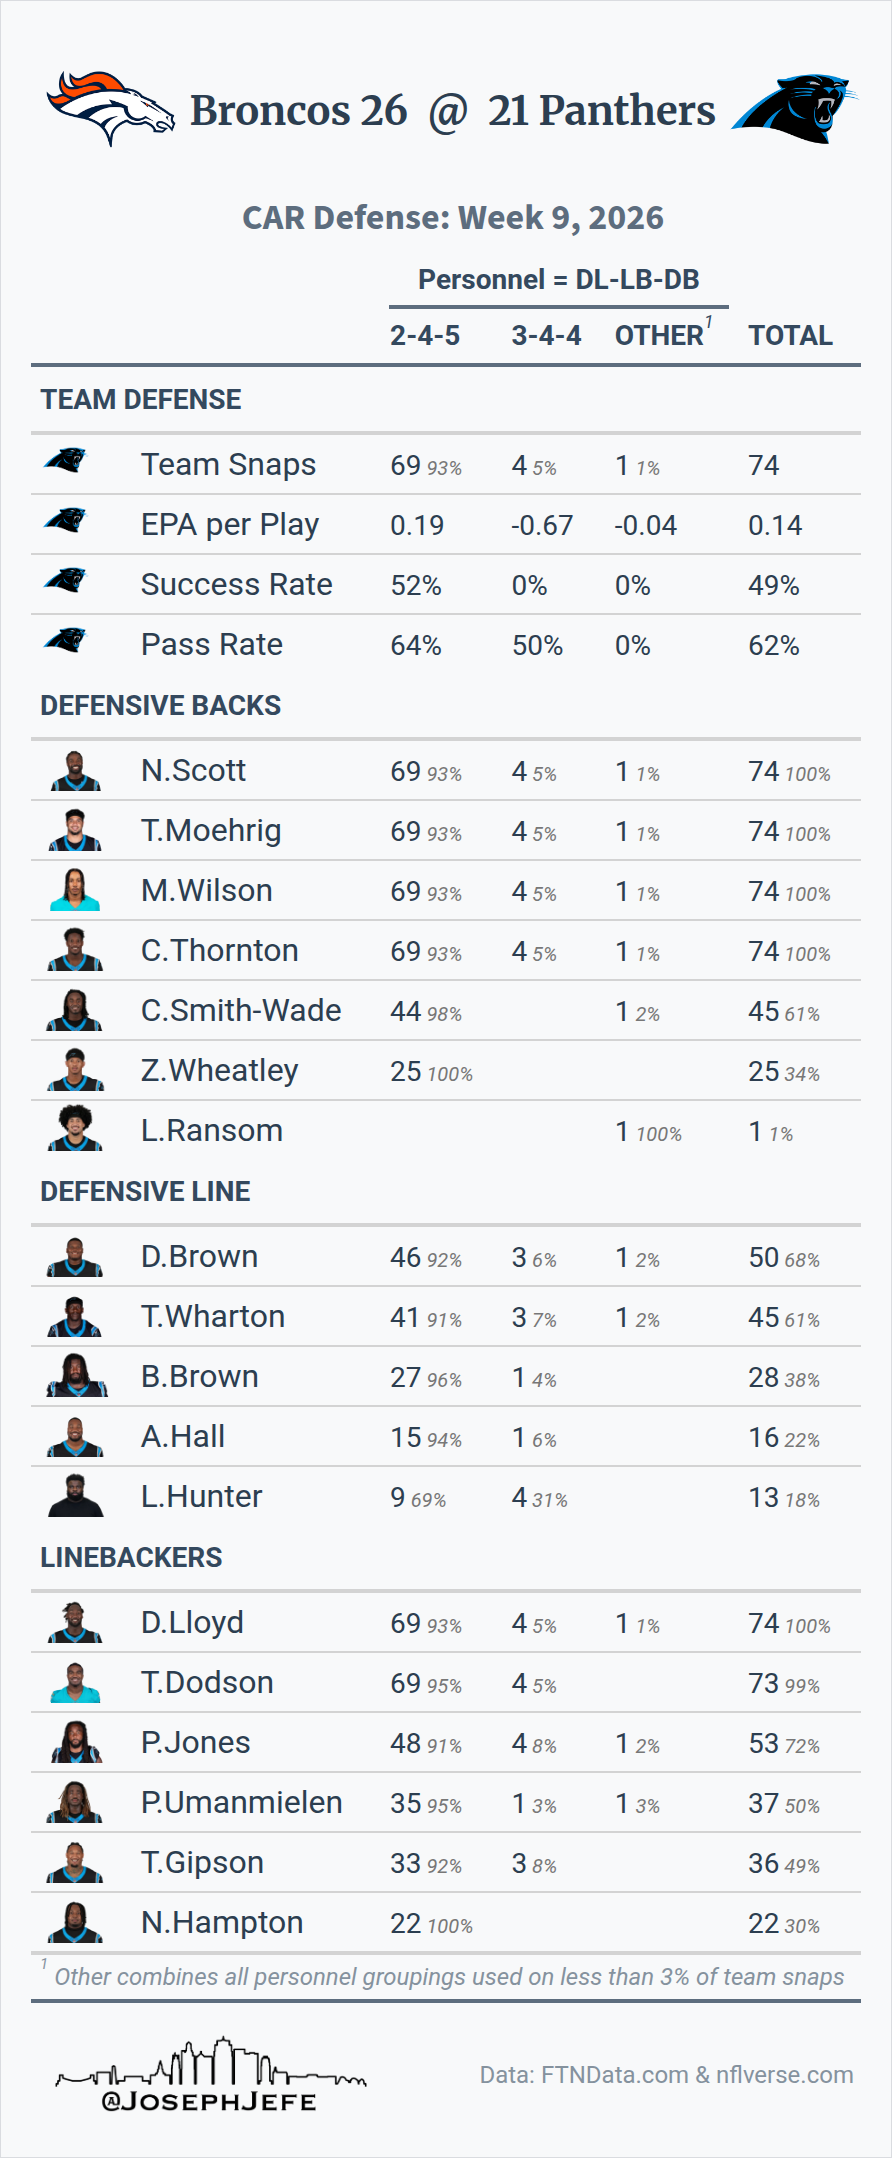 Broncos 26 @ 21 Panthers
CAR Defense: Week 9, 2026
Personnel = DL-LB-DB
2-4-5 3-4-4 OTHER1 TOTAL
TEAM DEFENSE
Team Snaps 69 93% 4 5% 1 1% 74
EPA per Play 0.19 -0.67 -0.04 0.14
Success Rate 52% 0% 0% 49%
Pass Rate 64% 50% 0% 62%
DEFENSIVE BACKS
N.Scott 69 93% 4 5% 1 1% 74 100%
T.Moehrig 69 93% 4 5% 1 1% 74 100%
M.Wilson 69 93% 4 5% 1 1% 74 100%
C.Thornton 69 93% 4 5% 1 1% 74 100%
C.Smith-Wade 44 98% 1 2% 45 61%
Z.Wheatley 25 100% 25 34%
L.Ransom 1 100% 1 1%
DEFENSIVE LINE
D.Brown 46 92% 3 6% 1 2% 50 68%
T.Wharton 41 91% 3 7% 1 2% 45 61%
B.Brown 27 96% 1 4% 28 38%
A.Hall 15 94% 1 6% 16 22%
L.Hunter 9 69% 4 31% 13 18%
LINEBACKERS
D.Lloyd 69 93% 4 5% 1 1% 74 100%
T.Dodson 69 95% 4 5% 73 99%
P.Jones 48 91% 4 8% 1 2% 53 72%
P.Umanmielen 35 95% 1 3% 1 3% 37 50%
T.Gipson 33 92% 3 8% 36 49%
N.Hampton 22 100% 22 30%
1 Other combines all personnel groupings used on less than 3% of team snaps
@JOSEPHJEFE
Data: FTNData.com & nflverse.com